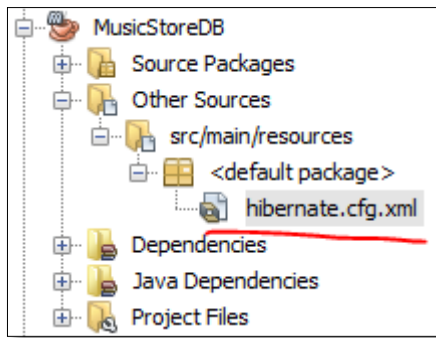 MusicStoreDB
Source Packages
Other Sources
src/main/resources
<default package>
hibernate.cfg.xml
Dependencies
Java Dependencies
Project Files